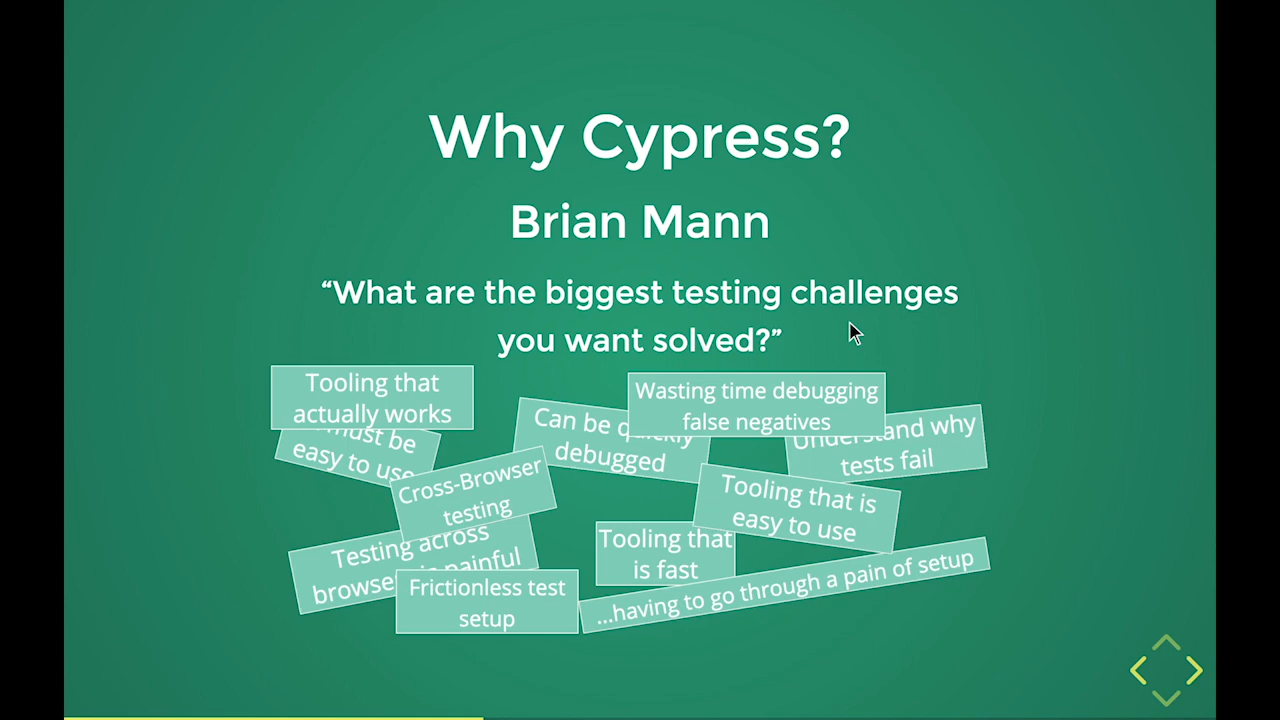 Why Cypress?
Brian Mann
“What are the biggest testing challenges
you want solved?”
Tooling that
actually works
must be
easy to use
Can be quickly
debugged
Wasting time debugging
false negatives
Understand why
tests fail
Cross-Browser
testing
Tooling that is
easy to use
Testing across
browser is painful
Tooling that
is fast
Frictionless test
setup
...having to go through a pain of setup